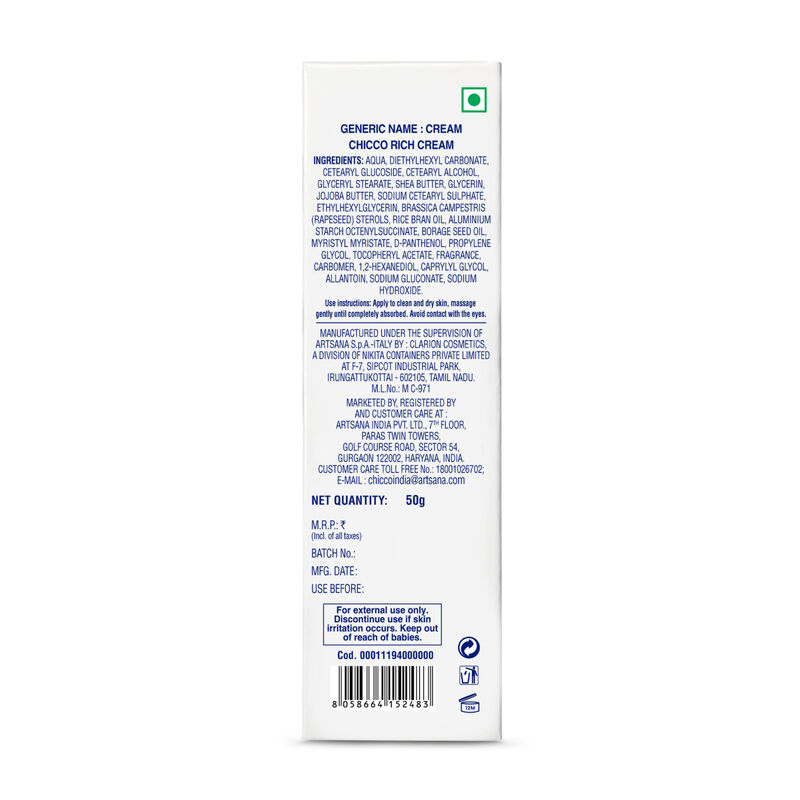 GENERIC NAME : CREAM
CHICCO RICH CREAM
INGREDIENTS: AQUA, DIETHYLHEXYL CARBONATE,
CETEARYL GLUCOSIDE, CETEARYL ALCOHOL,
GLYCERYL STEARATE, SHEA BUTTER, GLYCERIN,
JOJOBA BUTTER, SODIUM CETEARYL SULPHATE,
ETHYLHEXYLGLYCERIN, BRASSICA CAMPESTRIS
(RAPESEED) STEROLS, RICE BRAN OIL, ALUMINIUM
STARCH OCTENYLSUCCINATE, BORAGE SEED OIL,
MYRISTYL MYRISTATE, D-PANTHENOL, PROPYLENE
GLYCOL, TOCOPHERYL ACETATE, FRAGRANCE,
CARBOMER, 1,2-HEXANEDIOL, CAPRYLYL GLYCOL,
ALLANTOIN, SODIUM GLUCONATE, SODIUM
HYDROXIDE.
Use instructions: Apply to clean and dry skin, massage
gently until completely absorbed. Avoid contact with the eyes.
MANUFACTURED UNDER THE SUPERVISION OF
ARTSANA S.p.A.-ITALY BY : CLARION COSMETICS,
A DIVISION OF NIKITA CONTAINERS PRIVATE LIMITED
AT F-7, SIPCOT INDUSTRIAL PARK,
IRUNGATTUKOTTAI - 602105, TAMIL NADU.
M.L.No.: M C-971
MARKETED BY, REGISTERED BY
AND CUSTOMER CARE AT :
ARTSANA INDIA PVT. LTD., 7TH FLOOR,
PARAS TWIN TOWERS,
GOLF COURSE ROAD, SECTOR 54,
GURGAON 122002, HARYANA, INDIA.
CUSTOMER CARE TOLL FREE No.: 18001026702;
E-MAIL : chiccoindia@artsana.com
NET QUANTITY: 50g
M.R.P.: ₹
(Incl. of all taxes)
BATCH No.:
MFG. DATE:
USE BEFORE:
For external use only.
Discontinue use if skin
irritation occurs. Keep out
of reach of babies.
Cod. 00011194000000
8 058664 152483
12M